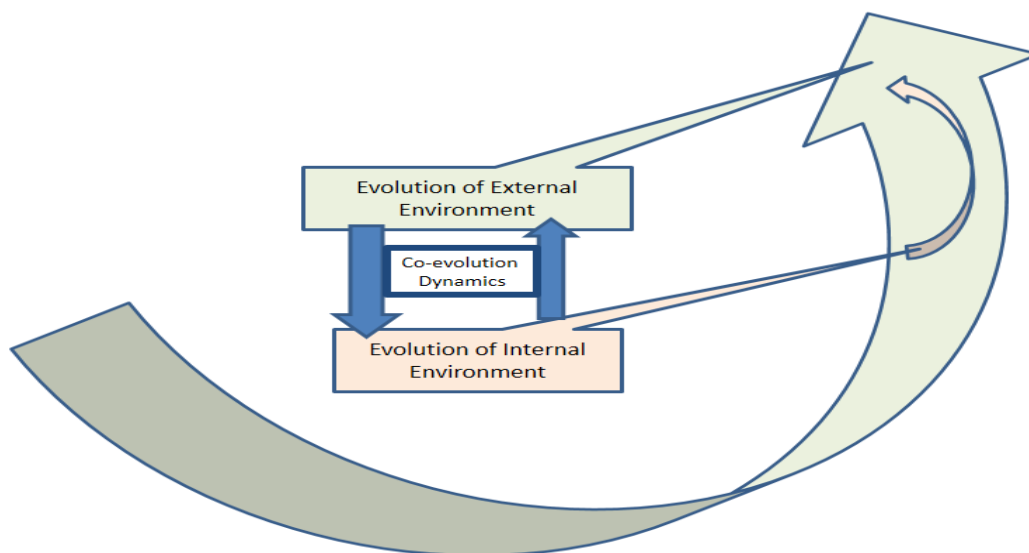 Evolution of External
Environment
Co-evolution
Dynamics
Evolution of Internal
Environment